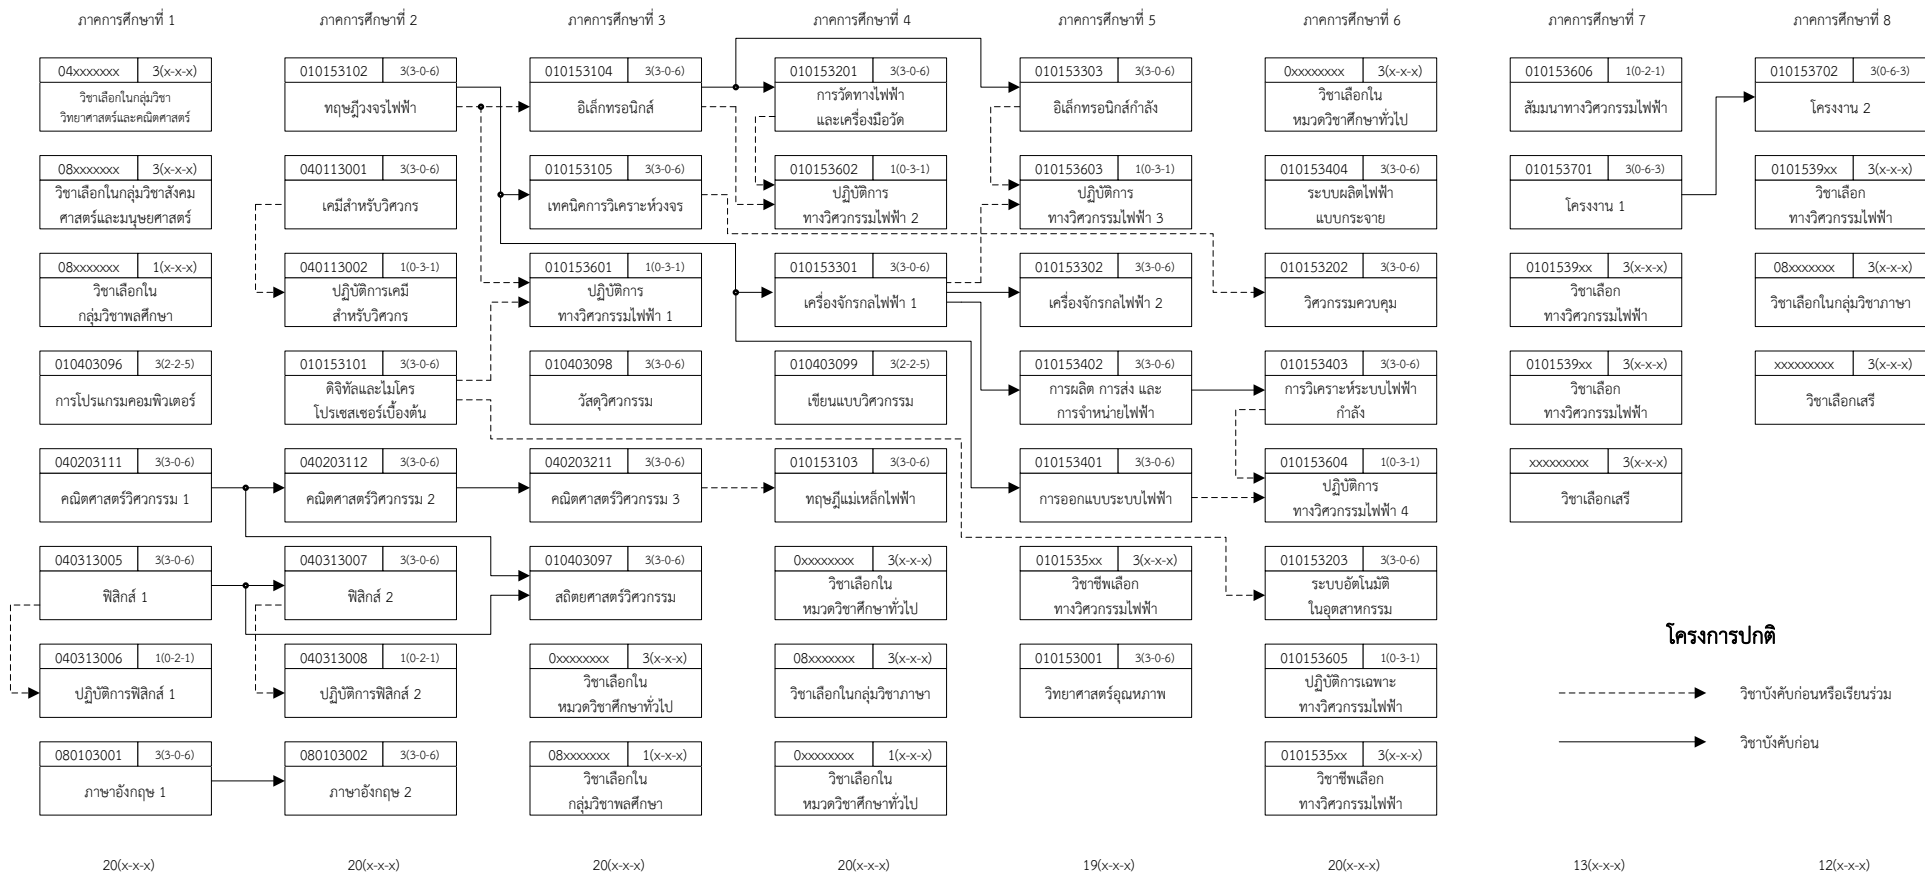 ภาคการศึกษาที่ 1
04xxxxxxx 3(x-x-x)
วิชาเลือกในกลุ่มวิชา
วิทยาศาสตร์และคณิตศาสตร์
08xxxxxxx 3(x-x-x)
วิชาเลือกในกลุ่มวิชาสังคม
ศาสตร์และมนุษยศาสตร์
08xxxxxxx 1(x-x-x)
วิชาเลือกใน
กลุ่มวิชาพลศึกษา
010403096 3(2-2-5)
การโปรแกรมคอมพิวเตอร์
040203111 3(3-0-6)
คณิตศาสตร์วิศวกรรม 1
040313005 3(3-0-6)
ฟิสิกส์ 1
040313006 1(0-2-1)
ปฏิบัติการฟิสิกส์ 1
080103001 3(3-0-6)
ภาษาอังกฤษ 1
20(x-x-x)
ภาคการศึกษาที่ 2
010153102 3(3-0-6)
ทฤษฎีวงจรไฟฟ้า
040113001 3(3-0-6)
เคมีสำหรับวิศวกร
040113002 1(0-3-1)
ปฏิบัติการเคมี
สำหรับวิศวกร
010153101 3(3-0-6)
ดิจิทัลและไมโคร
โปรเซสเซอร์เบื้องต้น
040203112 3(3-0-6)
คณิตศาสตร์วิศวกรรม 2
040313007 3(3-0-6)
ฟิสิกส์ 2
040313008 1(0-2-1)
ปฏิบัติการฟิสิกส์ 2
080103002 3(3-0-6)
ภาษาอังกฤษ 2
20(x-x-x)
ภาคการศึกษาที่ 3
010153104 3(3-0-6)
อิเล็กทรอนิกส์
010153105 3(3-0-6)
เทคนิคการวิเคราะห์วงจร
010153601 1(0-3-1)
ปฏิบัติการ
ทางวิศวกรรมไฟฟ้า 1
010403098 3(3-0-6)
วัสดุวิศวกรรม
040203211 3(3-0-6)
คณิตศาสตร์วิศวกรรม 3
010403097 3(3-0-6)
สถิตยศาสตร์วิศวกรรม
0xxxxxxxx 3(x-x-x)
วิชาเลือกใน
หมวดวิชาศึกษาทั่วไป
08xxxxxxx 1(x-x-x)
วิชาเลือกใน
กลุ่มวิชาพลศึกษา
20(x-x-x)
ภาคการศึกษาที่ 4
010153201 3(3-0-6)
การวัดทางไฟฟ้า
และเครื่องมือวัด
010153602 1(0-3-1)
ปฏิบัติการ
ทางวิศวกรรมไฟฟ้า 2
010153301 3(3-0-6)
เครื่องจักรกลไฟฟ้า 1
010403099 3(2-2-5)
เขียนแบบวิศวกรรม
010153103 3(3-0-6)
ทฤษฎีแม่เหล็กไฟฟ้า
0xxxxxxxx 3(x-x-x)
วิชาเลือกใน
หมวดวิชาศึกษาทั่วไป
08xxxxxxx 3(x-x-x)
วิชาเลือกในกลุ่มวิชาภาษา
0xxxxxxxx 1(x-x-x)
วิชาเลือกใน
หมวดวิชาศึกษาทั่วไป
20(x-x-x)
ภาคการศึกษาที่ 5
010153303 3(3-0-6)
อิเล็กทรอนิกส์กำลัง
010153603 1(0-3-1)
ปฏิบัติการ
ทางวิศวกรรมไฟฟ้า 3
010153302 3(3-0-6)
เครื่องจักรกลไฟฟ้า 2
010153402 3(3-0-6)
การผลิต การส่ง และ
การจำหน่ายไฟฟ้า
010153401 3(3-0-6)
การออกแบบระบบไฟฟ้า
0101535xx 3(x-x-x)
วิชาชีพเลือก
ทางวิศวกรรมไฟฟ้า
010153001 3(3-0-6)
วิทยาศาสตร์อุณหภาพ
19(x-x-x)
ภาคการศึกษาที่ 6
0xxxxxxxx 3(x-x-x)
วิชาเลือกใน
หมวดวิชาศึกษาทั่วไป
010153404 3(3-0-6)
ระบบผลิตไฟฟ้า
แบบกระจาย
010153202 3(3-0-6)
วิศวกรรมควบคุม
010153403 3(3-0-6)
การวิเคราะห์ระบบไฟฟ้า
กำลัง
010153604 1(0-3-1)
ปฏิบัติการ
ทางวิศวกรรมไฟฟ้า 4
010153203 3(3-0-6)
ระบบอัตโนมัติ
ในอุตสาหกรรม
010153605 1(0-3-1)
ปฏิบัติการเฉพาะ
ทางวิศวกรรมไฟฟ้า
0101535xx 3(x-x-x)
วิชาชีพเลือก
ทางวิศวกรรมไฟฟ้า
20(x-x-x)
ภาคการศึกษาที่ 7
010153606 1(0-2-1)
สัมมนาทางวิศวกรรมไฟฟ้า
010153701 3(0-6-3)
โครงงาน 1
0101539xx 3(x-x-x)
วิชาเลือก
ทางวิศวกรรมไฟฟ้า
0101539xx 3(x-x-x)
วิชาเลือก
ทางวิศวกรรมไฟฟ้า
xxxxxxxxx 3(x-x-x)
วิชาเลือกเสรี
13(x-x-x)
ภาคการศึกษาที่ 8
010153702 3(0-6-3)
โครงงาน 2
0101539xx 3(x-x-x)
วิชาเลือก
ทางวิศวกรรมไฟฟ้า
08xxxxxxx 3(x-x-x)
วิชาเลือกในกลุ่มวิชาภาษา
xxxxxxxxx 3(x-x-x)
วิชาเลือกเสรี
12(x-x-x)
โครงการปกติ
วิชาบังคับก่อนหรือเรียนร่วม
วิชาบังคับก่อน